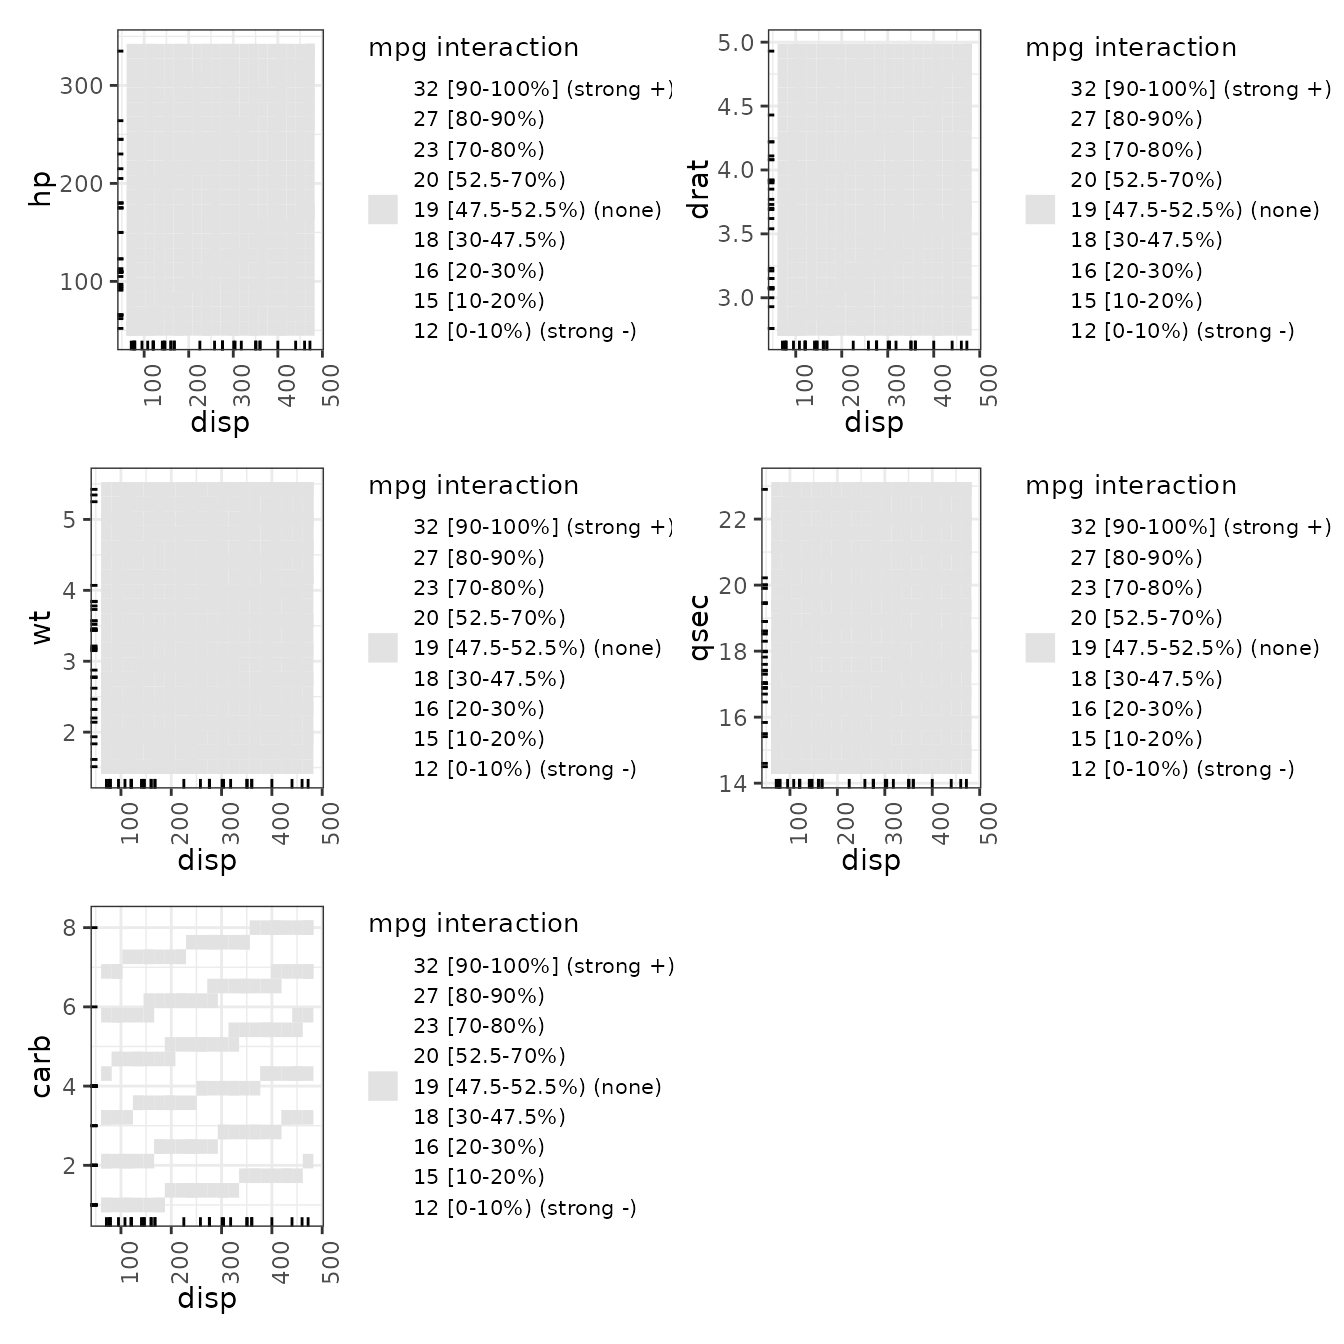 mpg interaction
32 [90-100%] (strong +)
27 [80-90%)
23 [70-80%)
20 [52.5-70%)
19 [47.5-52.5%) (none)
18 [30-47.5%)
16 [20-30%)
15 [10-20%)
12 [0-10%) (strong -)
300
200
100
hp
100
200
300
400
500
disp
mpg interaction
32 [90-100%] (strong +)
27 [80-90%)
23 [70-80%)
20 [52.5-70%)
19 [47.5-52.5%) (none)
18 [30-47.5%)
16 [20-30%)
15 [10-20%)
12 [0-10%) (strong -)
5.0
4.5
4.0
3.5
3.0
drat
100
200
300
400
500
disp
mpg interaction
32 [90-100%] (strong +)
27 [80-90%)
23 [70-80%)
20 [52.5-70%)
19 [47.5-52.5%) (none)
18 [30-47.5%)
16 [20-30%)
15 [10-20%)
12 [0-10%) (strong -)
5
4
3
2
wt
100
200
300
400
500
disp
mpg interaction
32 [90-100%] (strong +)
27 [80-90%)
23 [70-80%)
20 [52.5-70%)
19 [47.5-52.5%) (none)
18 [30-47.5%)
16 [20-30%)
15 [10-20%)
12 [0-10%) (strong -)
22
20
18
16
14
qsec
100
200
300
400
500
disp
mpg interaction
32 [90-100%] (strong +)
27 [80-90%)
23 [70-80%)
20 [52.5-70%)
19 [47.5-52.5%) (none)
18 [30-47.5%)
16 [20-30%)
15 [10-20%)
12 [0-10%) (strong -)
8
6
4
2
carb
100
200
300
400
500
disp